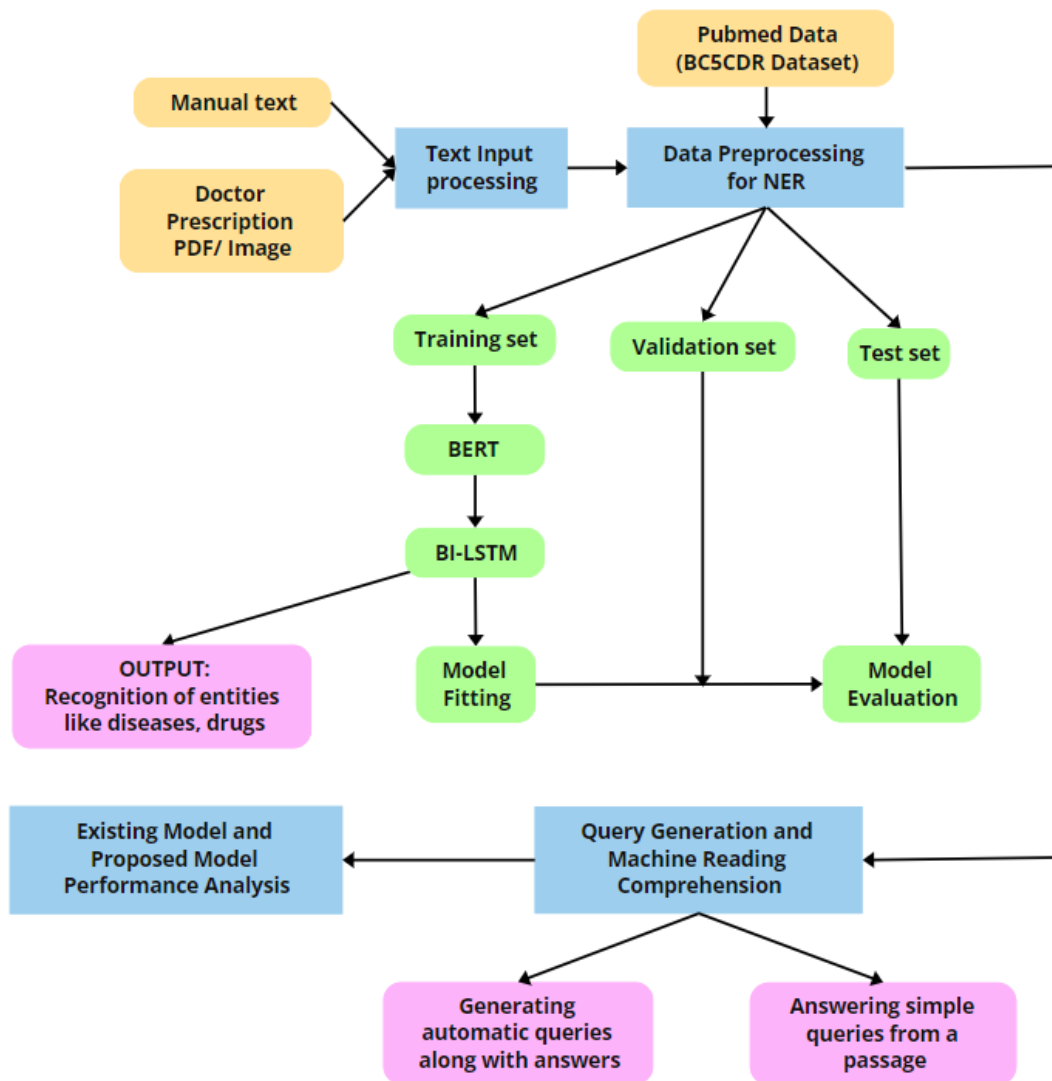 Pubmed Data
(BC5CDR Dataset)
Manual text
Text Input
processing
Data Preprocessing
for NER
Doctor
Prescription
PDF/ Image
Training set
Validation set
Test set
BERT
BI-LSTM
OUTPUT:
Recognition of entities
like diseases, drugs
Model
Fitting
Model
Evaluation
Existing Model and
Proposed Model
Performance Analysis
Query Generation and
Machine Reading
Comprehension
Generating
automatic queries
along with answers
Answering simple
queries from a
passage